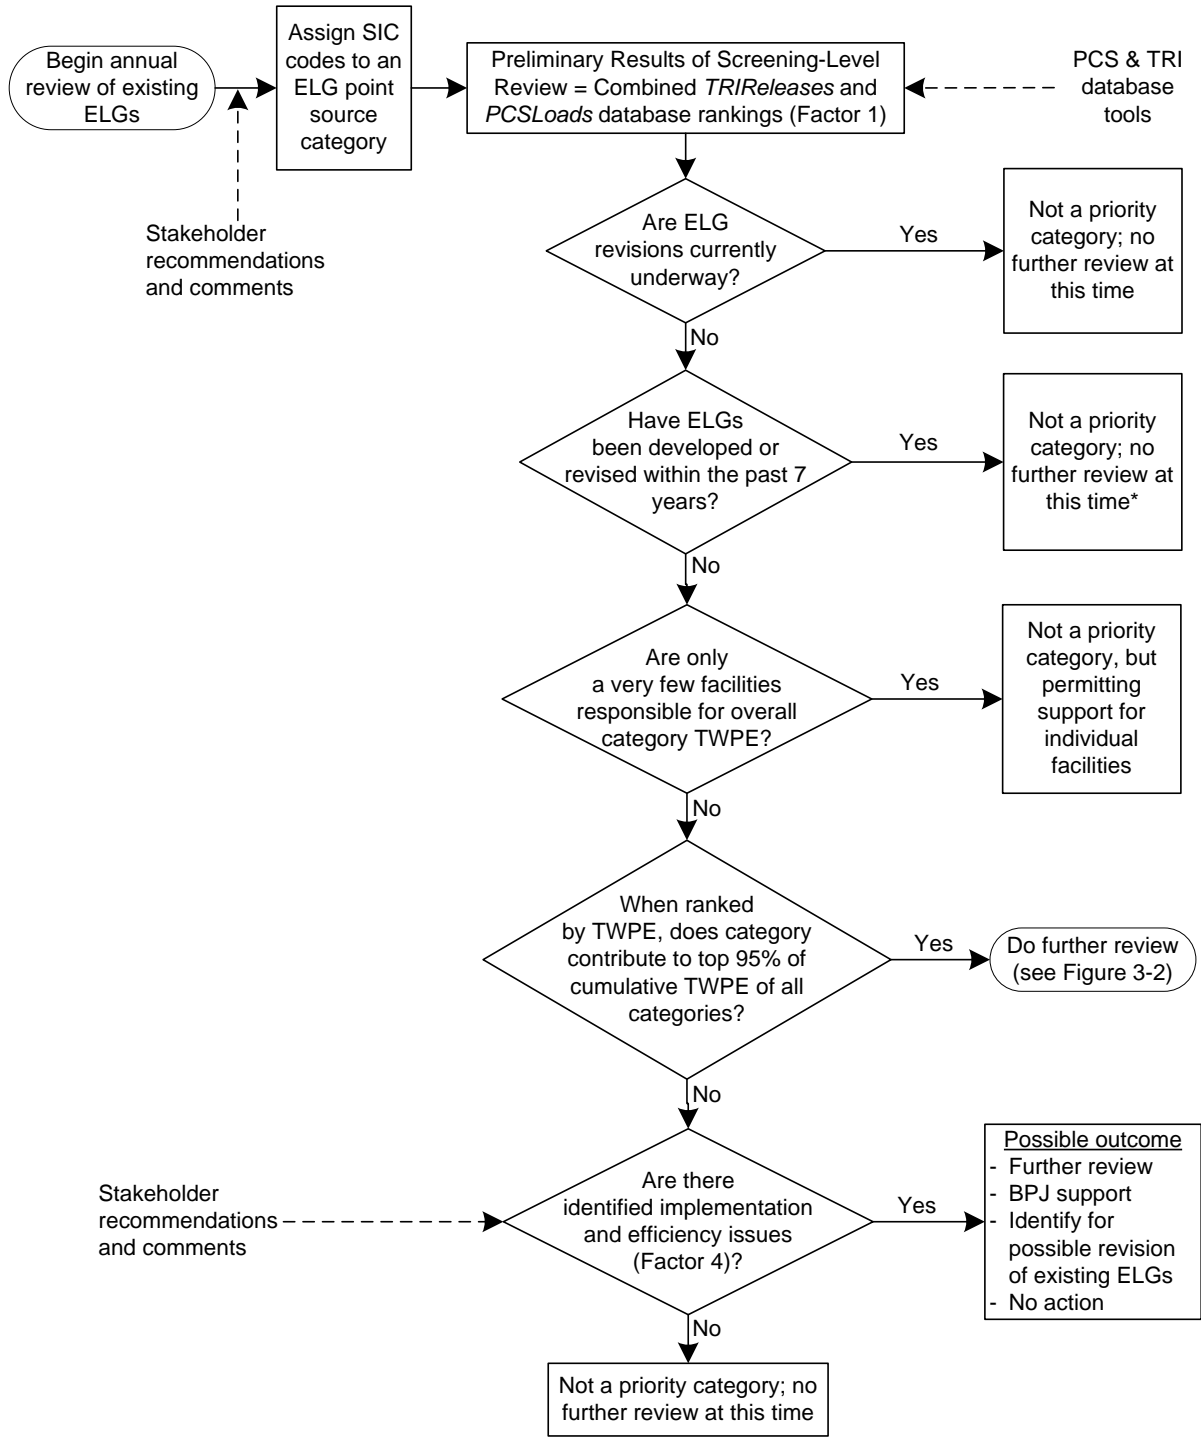 Begin annual
review of existing
ELGs
Assign SIC
codes to an
ELG point
source
category
Preliminary Results of Screening-Level
Review = Combined TRIReleases and
PCSLoads database rankings (Factor 1)
PCS & TRI
database
tools
Stakeholder
recommendations
and comments
Are ELG
revisions currently
underway?
Yes
Not a priority
category; no
further review at
this time
No
Have ELGs
been developed or
revised within the past 7
years?
Yes
Not a priority
category; no
further review at
this time*
No
Are only
a very few facilities
responsible for overall
category TWPE?
Yes
Not a priority
category, but
permitting
support for
individual
facilities
No
When ranked
by TWPE, does category
contribute to top 95% of
cumulative TWPE of all
categories?
Yes
Do further review
(see Figure 3-2)
No
Stakeholder
recommendations
and comments
Are there
identified implementation
and efficiency issues
(Factor 4)?
Yes
Possible outcome
- Further review
- BPJ support
- Identify for
possible revision
of existing ELGs
- No action
No
Not a priority category; no
further review at this time